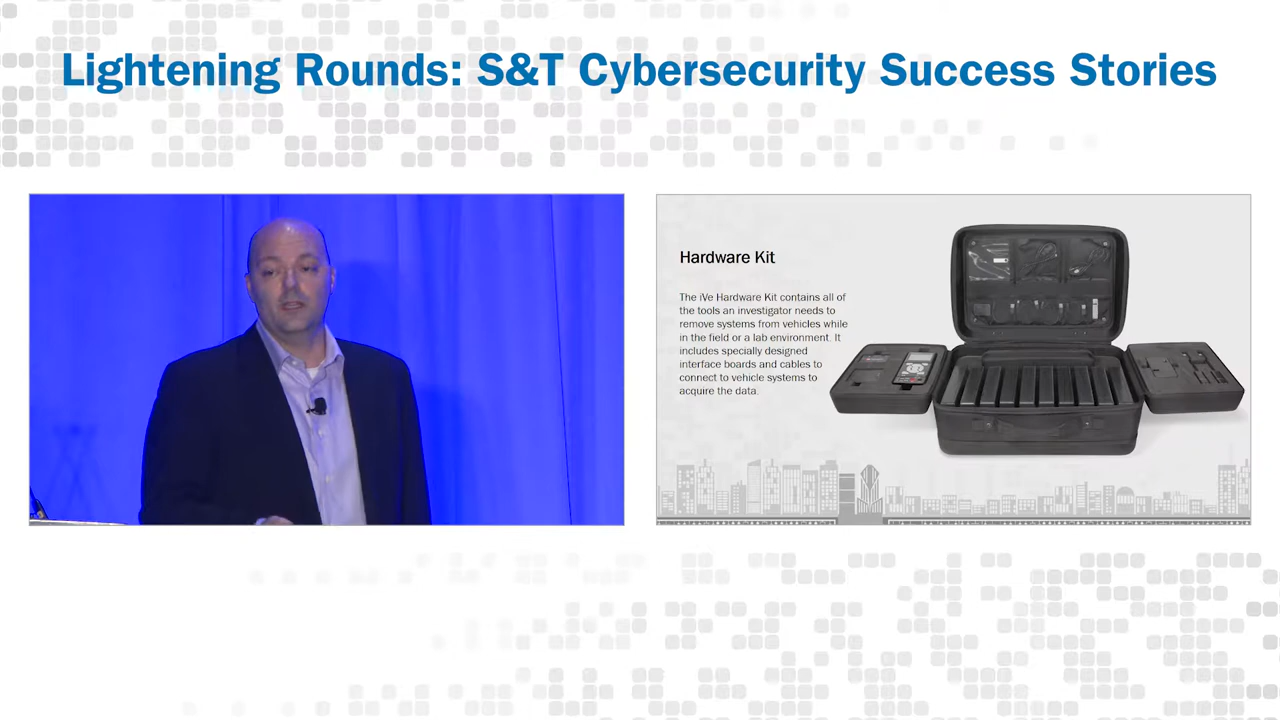 Lightening Rounds: S&T Cybersecurity Success Stories
Hardware Kit
The iVe Hardware Kit contains all of
the tools an investigator needs to
remove systems from vehicles while
in the field or a lab environment. It
includes specially designed
interface boards and cables to
connect to vehicle systems to
acquire the data.